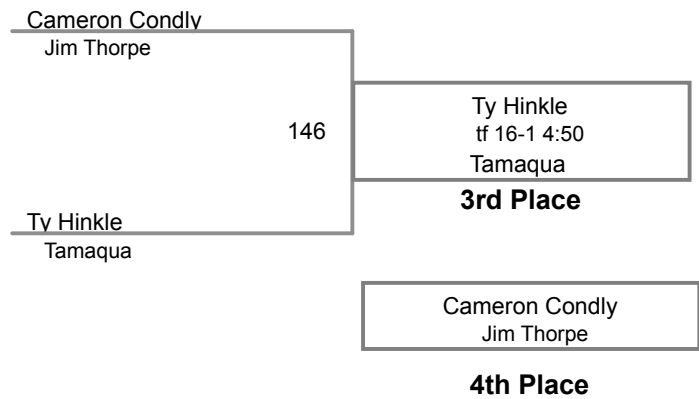 Cameron Condly
Jim Thorpe
146
Ty Hinkle
tf 16-1 4:50
Tamaqua
3rd Place
Ty Hinkle
Tamaqua
Cameron Condly
Jim Thorpe
4th Place